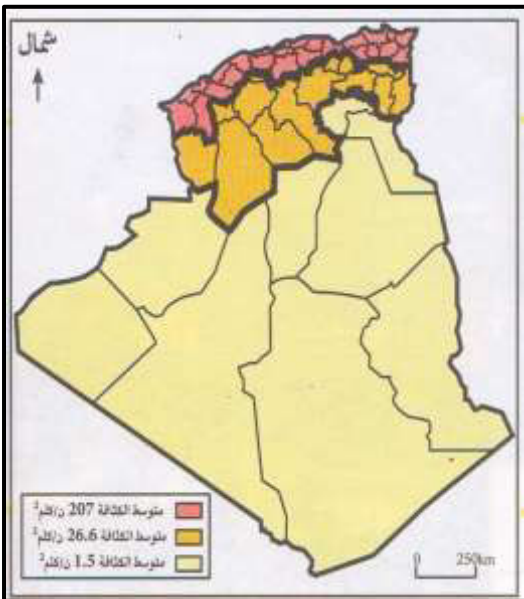 شمال
متوسط الكثافة 207 ن/كلم²
متوسط الكثافة 26.6 ن/كلم²
متوسط الكثافة 1.5 ن/كلم²
0 250km